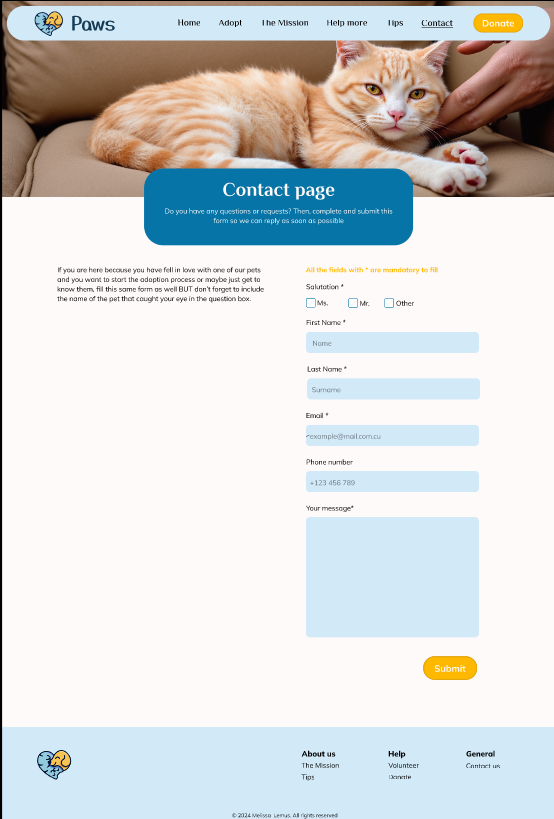 Paws
Home Adopt The Mission Help more Tips Contact Donate
Contact page
Do you have any questions or requests? Then, complete and submit this
form so we can reply as soon as possible
If you are here because you have fell in love with one of our pets
and you want to start the adoption process or maybe just get to
know them, fill this same form as well BUT don't forget to include
the name of the pet that caught your eye in the question box.
All the fields with * are mandatory to fill
Salutation *
Ms. Mr. Other
First Name *
Name
Last Name *
Surname
Email *
example@mail.com.cu
Phone number
+123 456 789
Your message*
Submit
About us
The Mission
Tips
Help
Volunteer
Donate
General
Contact us
© 2024 Melissa Lemus. All rights reserved